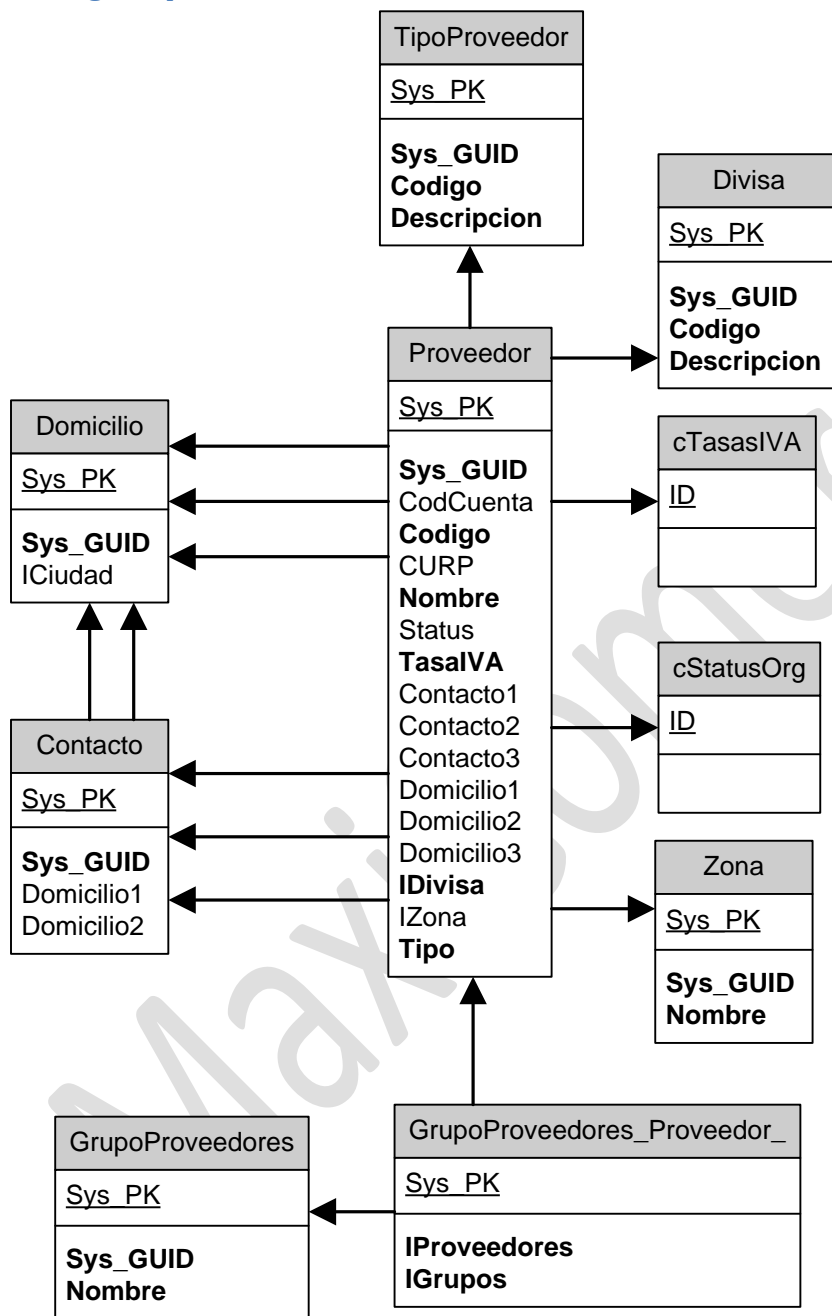 TipoProveedor
Sys_PK
Sys_GUID
Codigo
Descripcion
Divisa
Sys_PK
Sys_GUID
Codigo
Descripcion
Proveedor
Sys_PK
Sys_GUID
CodCuenta
Codigo
CURP
Nombre
Status
TasaIVA
Contacto1
Contacto2
Contacto3
Domicilio1
Domicilio2
Domicilio3
IDivisa
IZona
Tipo
Domicilio
Sys_PK
Sys_GUID
ICiudad
cTasasIVA
ID
cStatusOrg
ID
Contacto
Sys_PK
Sys_GUID
Domicilio1
Domicilio2
Zona
Sys_PK
Sys_GUID
Nombre
GrupoProveedores
Sys_PK
Sys_GUID
Nombre
GrupoProveedores_Proveedor_
Sys_PK
IProveedores
IGrupos